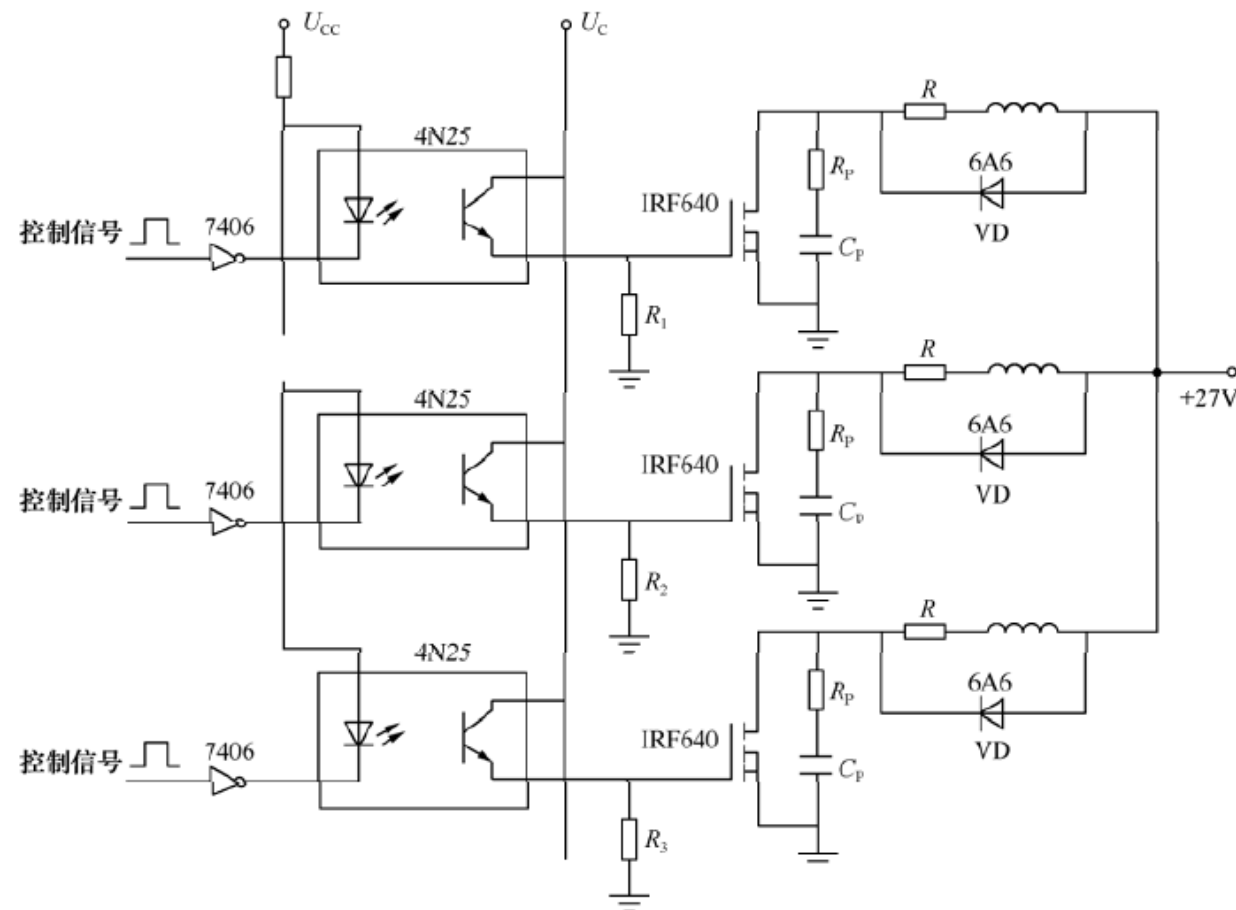 U_CC
U_C
R
4N25
6A6
R_P
IRF640
控制信号
7406
VD
C_P
R_1
R
4N25
+27V
6A6
R_P
IRF640
7406
控制信号
VD
C_P
R_2
R
4N25
6A6
R_P
IRF640
7406
控制信号
VD
C_P
R_3